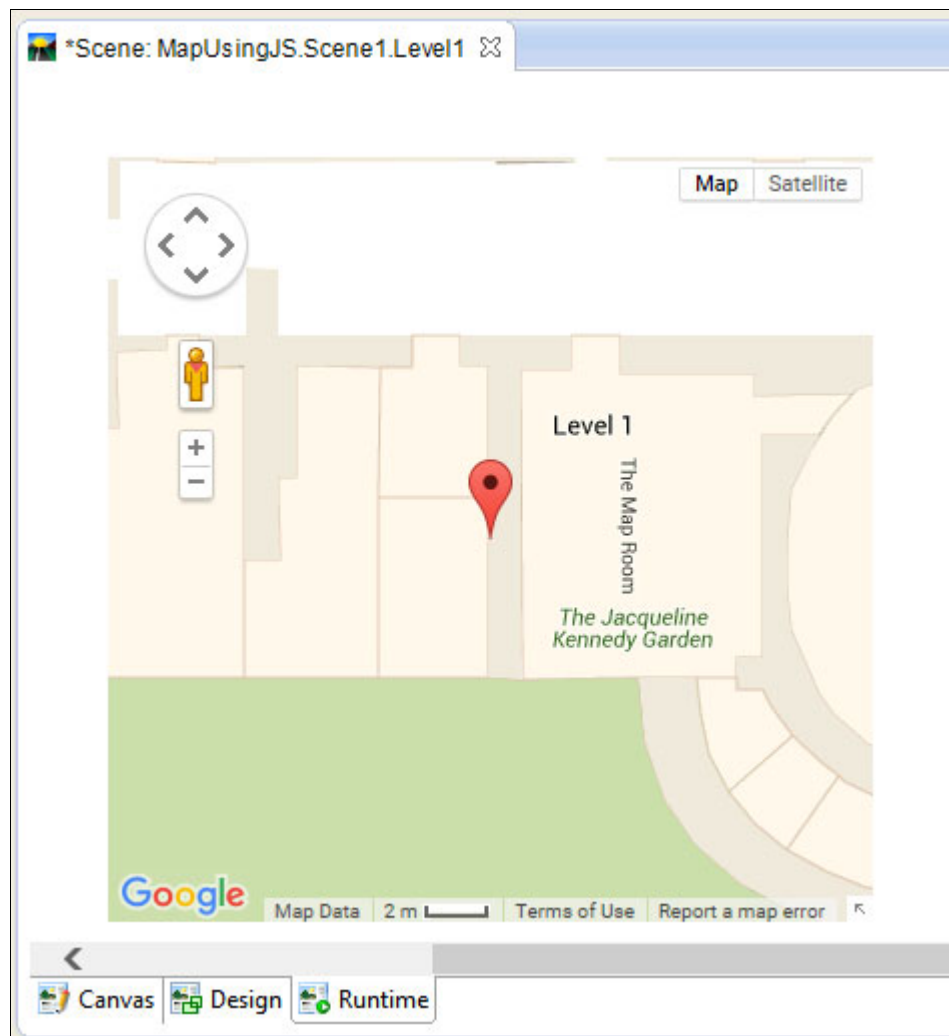 *Scene: MapUsingJS.Scene1.Level1
Map Satellite
+
−
Level 1
The Map Room
The Jacqueline
Kennedy Garden
Google
Map Data 2 m Terms of Use Report a map error
Canvas Design Runtime